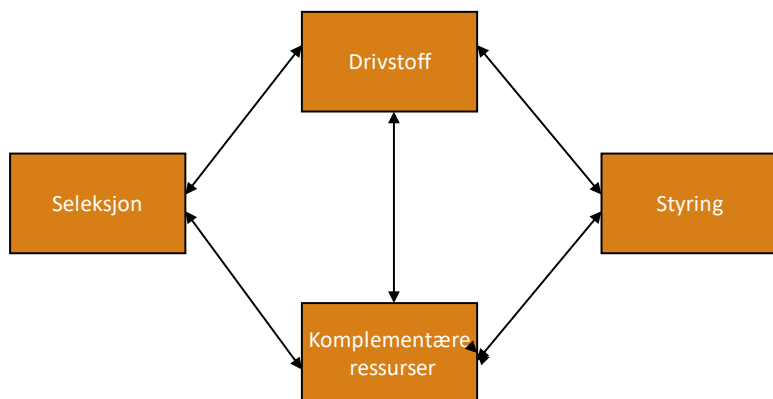 Drivstoff
Seleksjon
Styring
Komplementære
ressurser